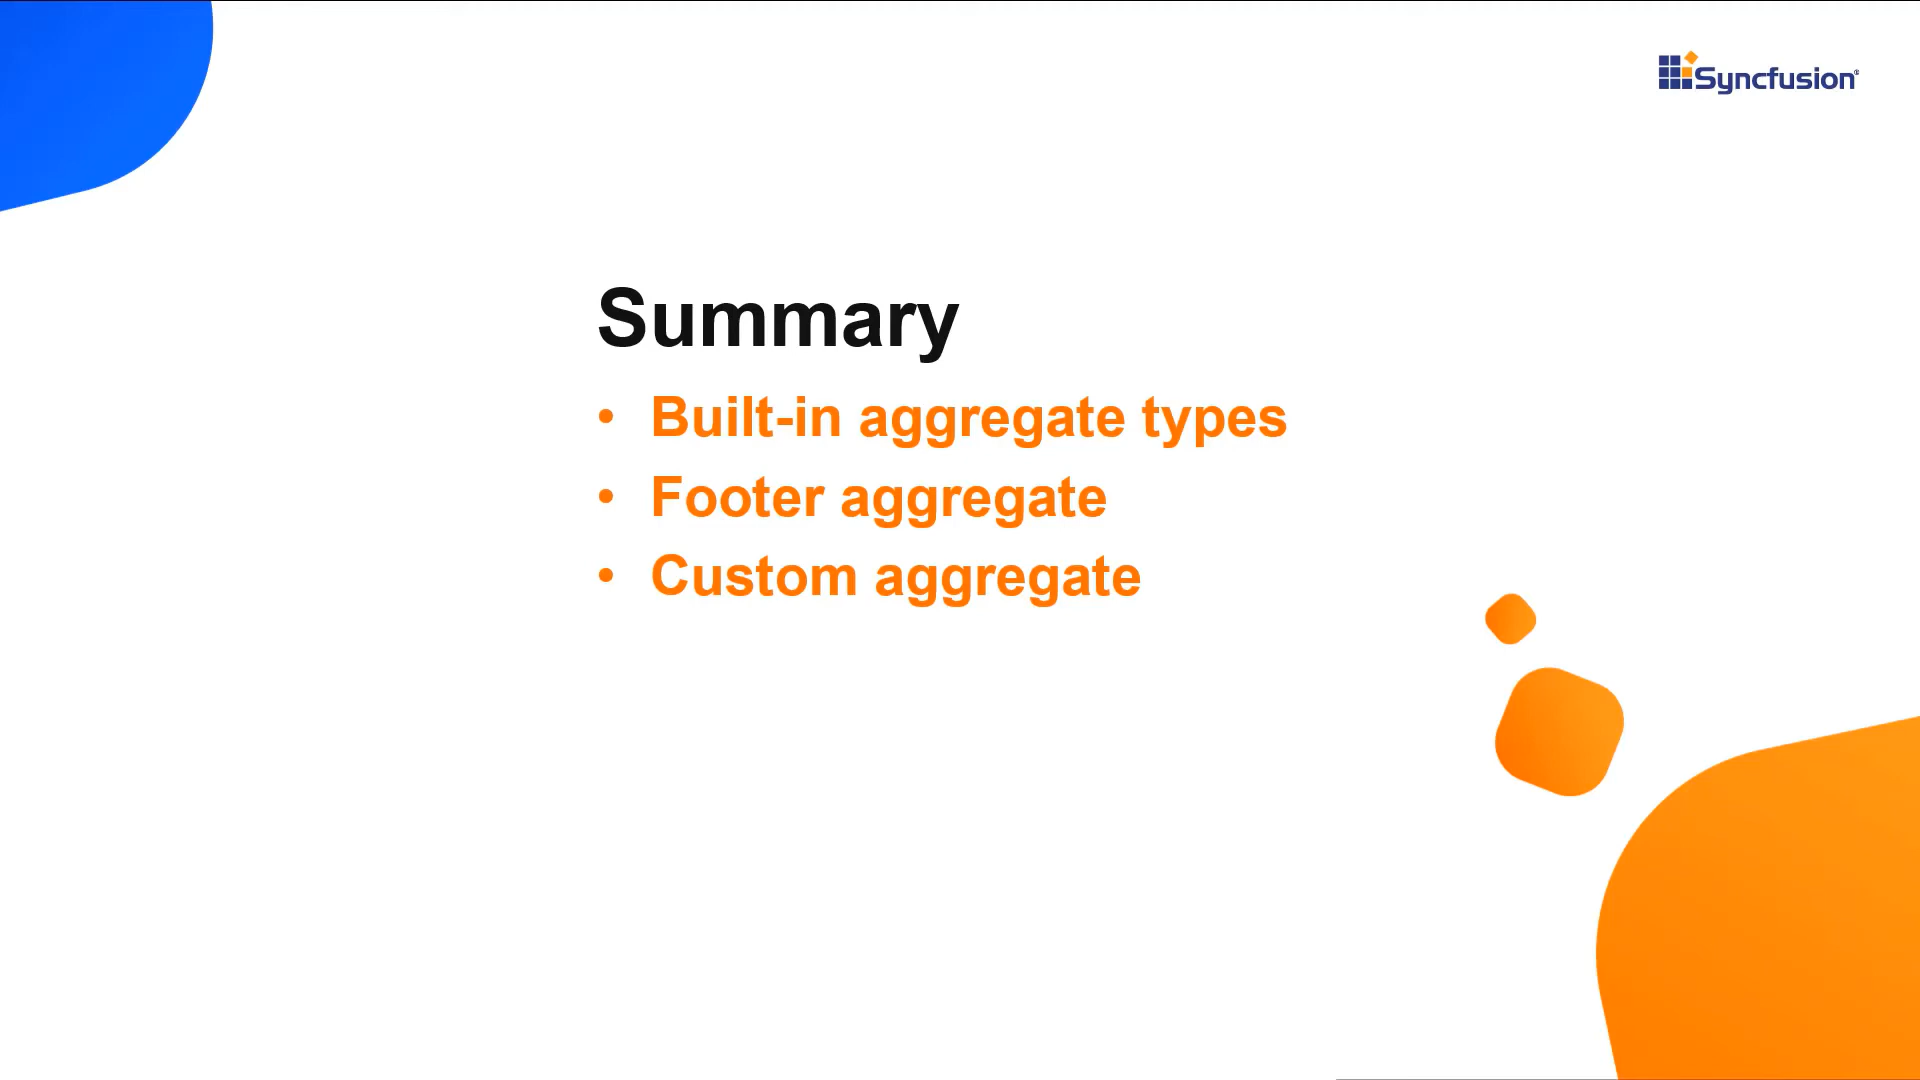 Syncfusion®
Summary
• Built-in aggregate types
• Footer aggregate
• Custom aggregate